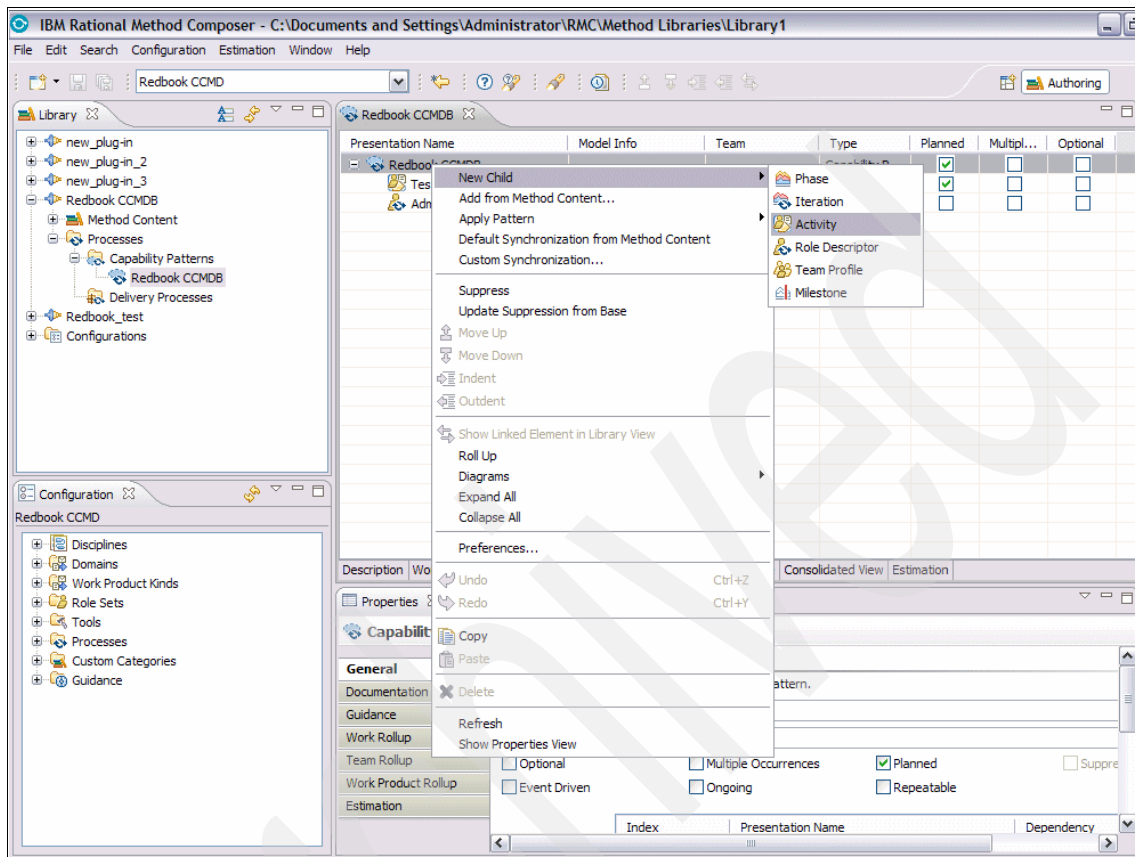 IBM Rational Method Composer - C:\Documents and Settings\Administrator\RMC\Method Libraries\Library1
File Edit Search Configuration Estimation Window Help
Redbook CCMD
Authoring
Library
new_plug-in
new_plug-in_2
new_plug-in_3
Redbook CCMDB
Method Content
Processes
Capability Patterns
Redbook CCMDB
Delivery Processes
Redbook_test
Configurations
Configuration
Redbook CCMD
Disciplines
Domains
Work Product Kinds
Role Sets
Tools
Processes
Custom Categories
Guidance
Redbook CCMDB
Presentation Name Model Info Team Type Planned Multipl... Optional
Redbook CCMDB
Tes
Adm
New Child
Add from Method Content...
Apply Pattern
Default Synchronization from Method Content
Custom Synchronization...
Suppress
Update Suppression from Base
Move Up
Move Down
Indent
Outdent
Show Linked Element in Library View
Roll Up
Diagrams
Expand All
Collapse All
Preferences...
Undo Ctrl+Z
Redo Ctrl+Y
Copy
Paste
Delete
Refresh
Show Properties View
Phase
Iteration
Activity
Role Descriptor
Team Profile
Milestone
Description Wo Consolidated View Estimation
Properties
Capabilit
General
Documentation
Guidance
Work Rollup
Team Rollup
Work Product Rollup
Estimation
attern.
Optional Multiple Occurrences Planned Suppre
Event Driven Ongoing Repeatable
Index Presentation Name Dependency